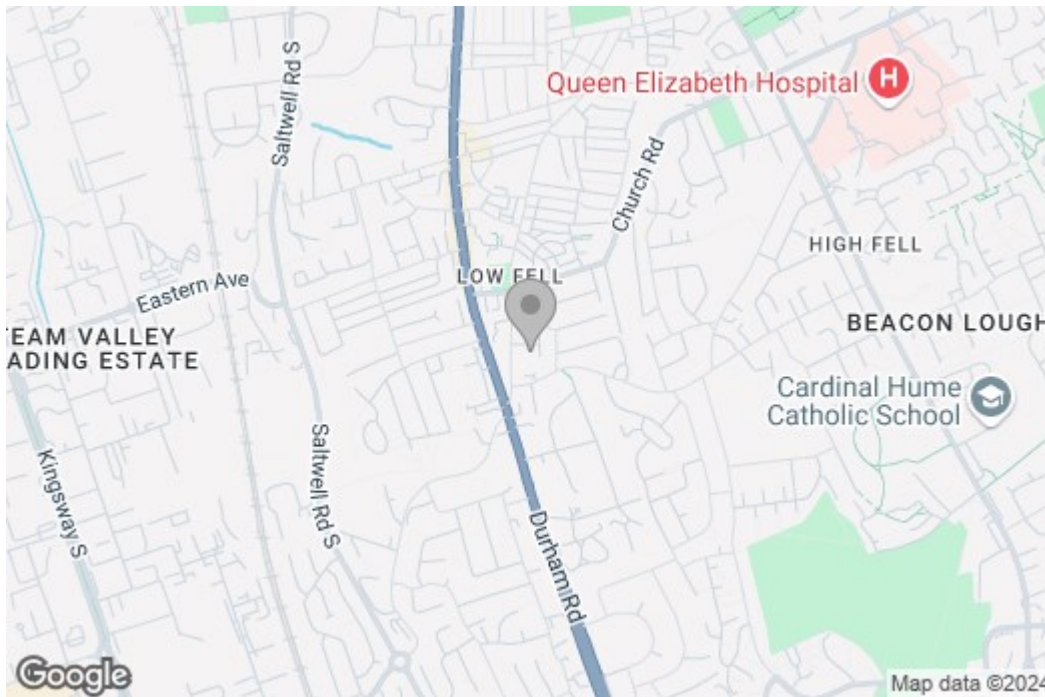 Saltwell Rd S
Queen Elizabeth Hospital
H
Church Rd
HIGH FELL
LOW FELL
Eastern Ave
TEAM VALLEY
ADING ESTATE
BEACON LOUGH
Cardinal Hume
Catholic School
Saltwell Rd S
Kingsway S
Durham Rd
Google
Map data ©2024